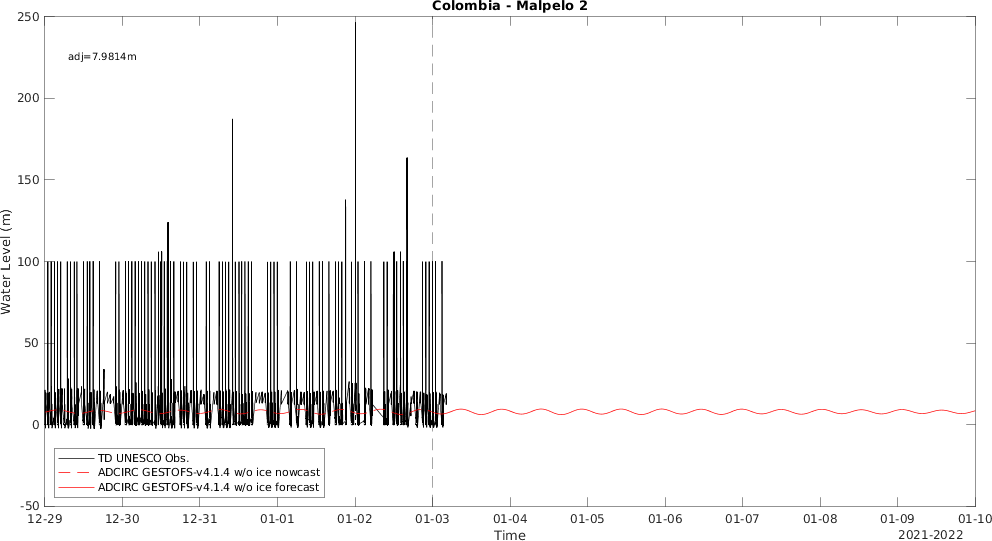 Colombia - Malpelo 2
adj=7.9814m
Water Level (m)
250
200
150
100
50
0
-50
TD UNESCO Obs.
ADCIRC GESTOFS-v4.1.4 w/o ice nowcast
ADCIRC GESTOFS-v4.1.4 w/o ice forecast
12-29 12-30 12-31 01-01 01-02 01-03 01-04 01-05 01-06 01-07 01-08 01-09 01-10
Time
2021-2022